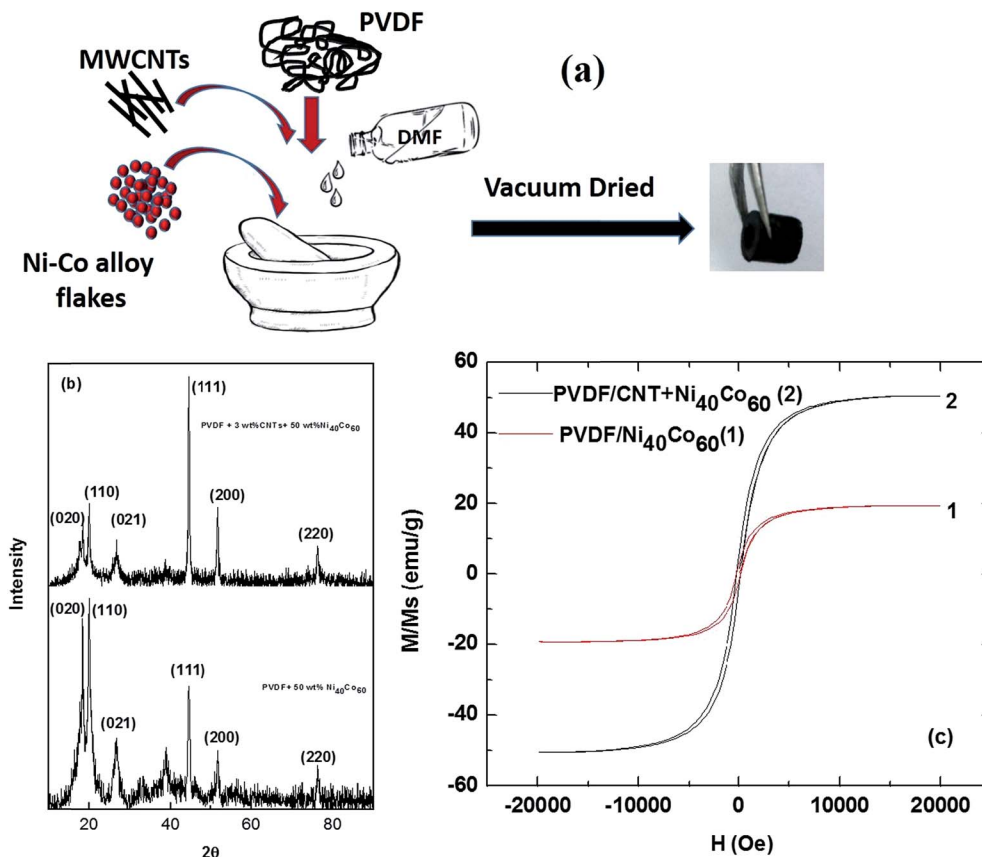 PVDF
MWCNTs
(a)
DMF
Vacuum Dried
Ni-Co alloy
flakes
(b)
(111)
PVDF + 3 wt%CNTs+ 50 wt%Ni40Co60
(110)
(200)
(020)
(021)
(220)
(020)
(110)
(111)
PVDF+ 50 wt% Ni40Co60
(021)
(200)
(220)
Intensity
20 40 60 80
2θ
60
40
20
0
-20
-40
-60
M/Ms (emu/g)
PVDF/CNT+Ni40Co60 (2)
PVDF/Ni40Co60(1)
2
1
(c)
-20000 -10000 0 10000 20000
H (Oe)